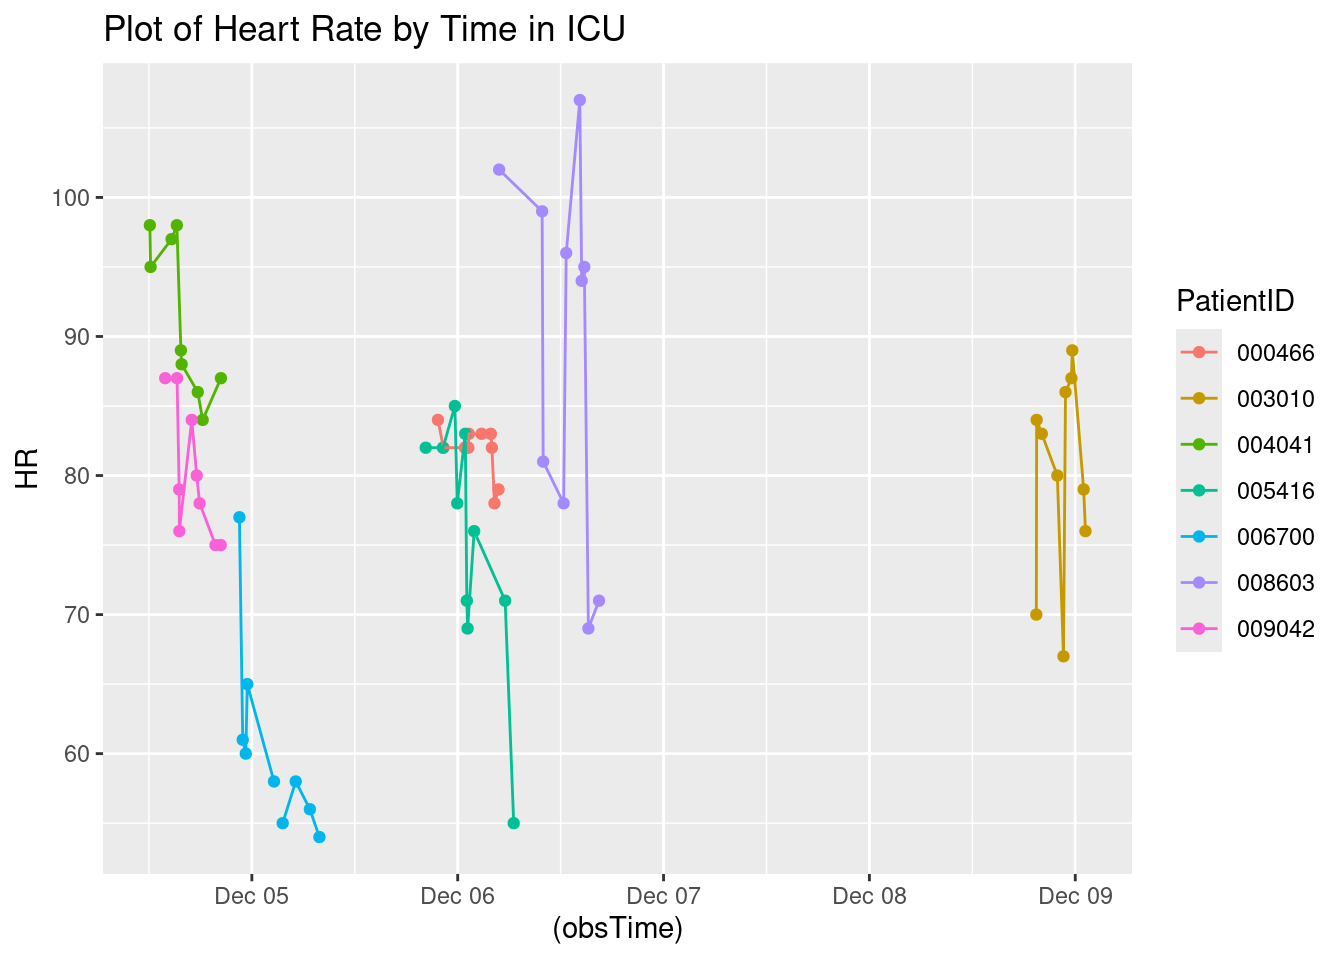 Plot of Heart Rate by Time in ICU
HR
100
90
80
70
60
Dec 05 Dec 06 Dec 07 Dec 08 Dec 09
(obsTime)
PatientID
000466
003010
004041
005416
006700
008603
009042